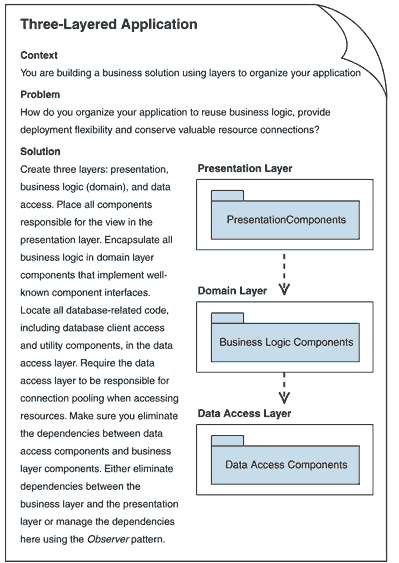 Three-Layered Application
Context
You are building a business solution using layers to organize your application
Problem
How do you organize your application to reuse business logic, provide
deployment flexibility and conserve valuable resource connections?
Solution
Create three layers: presentation,
business logic (domain), and data
access. Place all components
responsible for the view in the
presentation layer. Encapsulate all
business logic in domain layer
components that implement well-
known component interfaces.
Locate all database-related code,
including database client access
and utility components, in the data
access layer. Require the data
access layer to be responsible for
connection pooling when accessing
resources. Make sure you eliminate
the dependencies between data
access components and business
layer components. Either eliminate
dependencies between the
business layer and the presentation
layer or manage the dependencies
here using the Observer pattern.
Presentation Layer
PresentationComponents
Domain Layer
Business Logic Components
Data Access Layer
Data Access Components